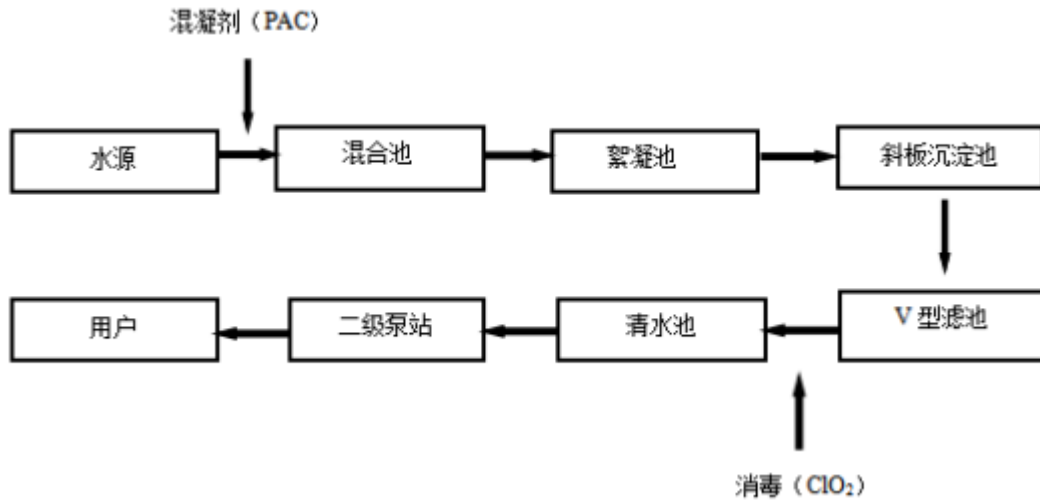 混凝剂（PAC）
水源
混合池
絮凝池
斜板沉淀池
用户
二级泵站
清水池
V 型滤池
消毒（ClO₂）